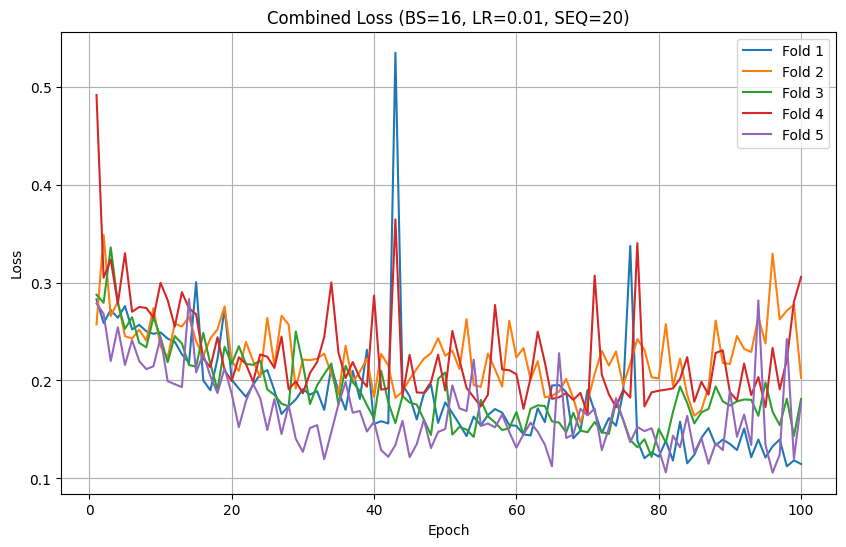 Combined Loss (BS=16, LR=0.01, SEQ=20)
Fold 1
Fold 2
Fold 3
Fold 4
Fold 5
Loss
0.5
0.4
0.3
0.2
0.1
0 20 40 60 80 100
Epoch